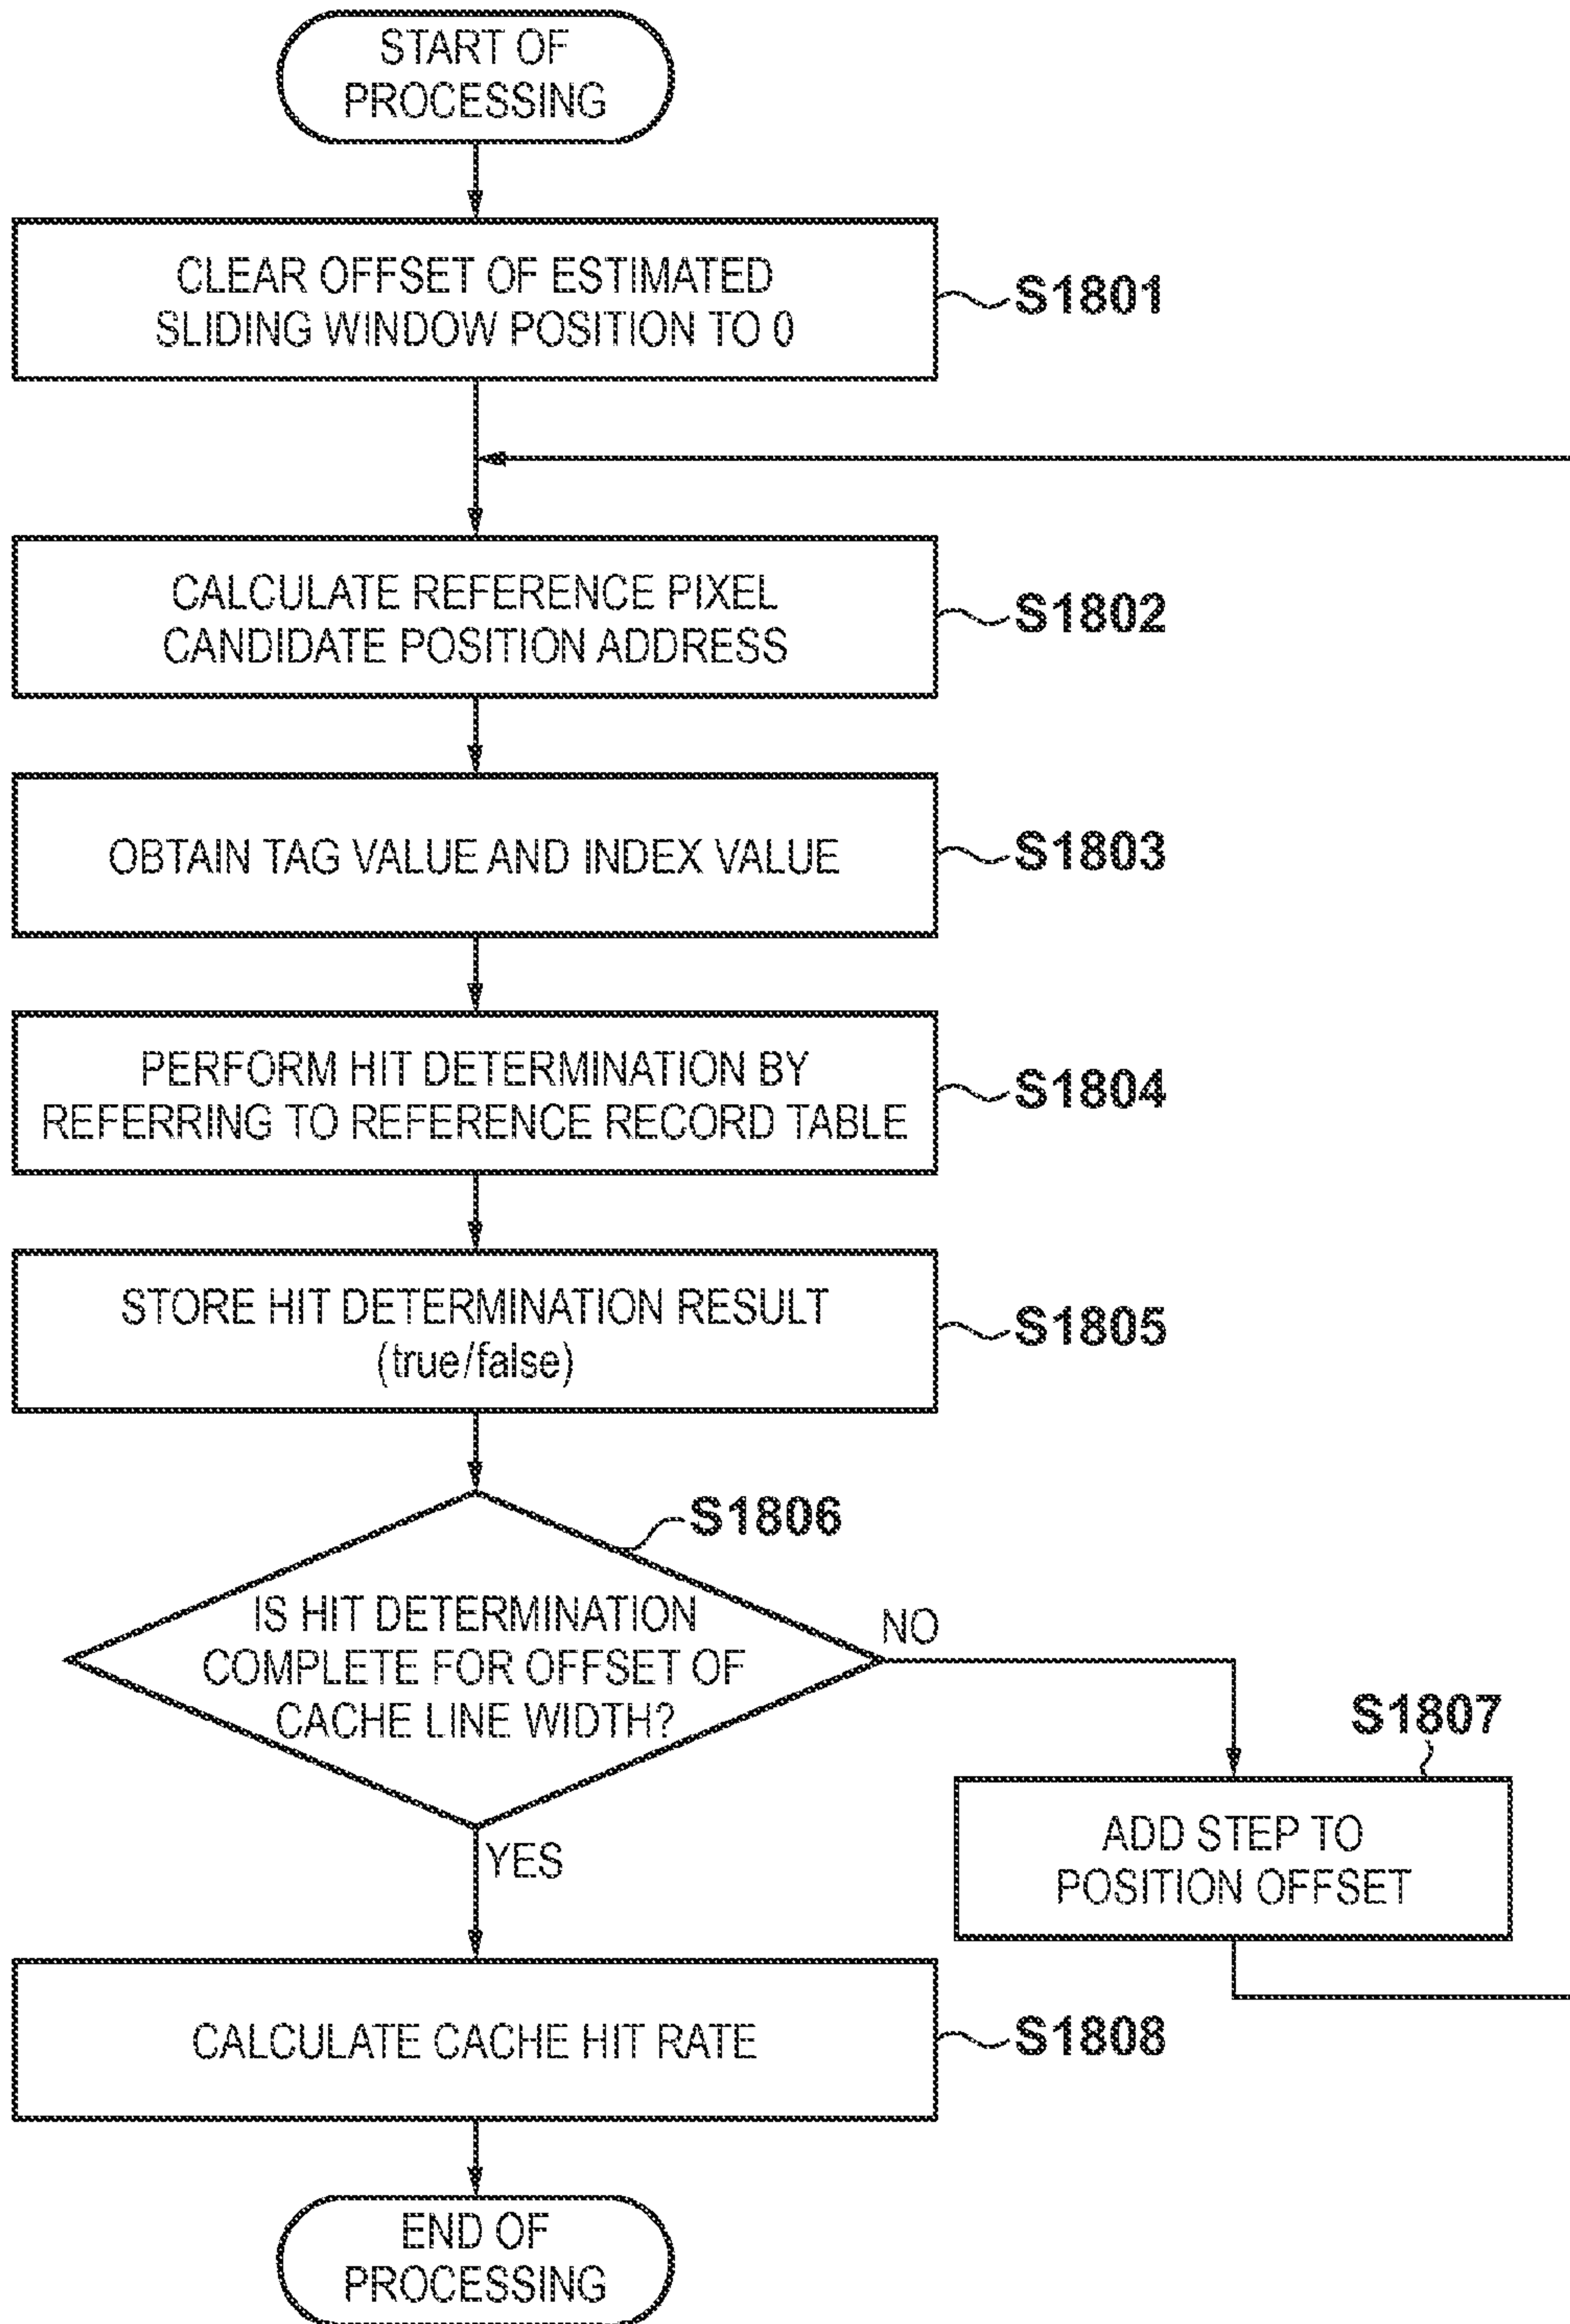 START OF
PROCESSING
CLEAR OFFSET OF ESTIMATED
SLIDING WINDOW POSITION TO 0
S1801
CALCULATE REFERENCE PIXEL
CANDIDATE POSITION ADDRESS
S1802
OBTAIN TAG VALUE AND INDEX VALUE
S1803
PERFORM HIT DETERMINATION BY
REFERRING TO REFERENCE RECORD TABLE
S1804
STORE HIT DETERMINATION RESULT
(true/false)
S1805
S1806
IS HIT DETERMINATION
COMPLETE FOR OFFSET OF
CACHE LINE WIDTH?
NO
YES
S1807
ADD STEP TO
POSITION OFFSET
CALCULATE CACHE HIT RATE
S1808
END OF
PROCESSING